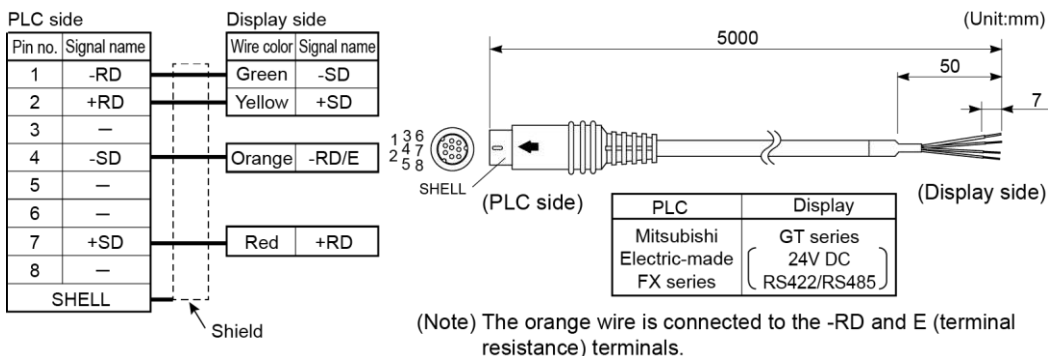 PLC side
Display side
Pin no. Signal name
Wire color Signal name
1 -RD
Green -SD
2 +RD
Yellow +SD
3 —
4 -SD
Orange -RD/E
5 —
6 —
7 +SD
Red +RD
8 —
SHELL
Shield
(Unit:mm)
5000
50
7
1 3 6
2 4 7
5 8
SHELL
(PLC side)
(Display side)
PLC Display
Mitsubishi GT series
Electric-made 24V DC
FX series RS422/RS485
(Note) The orange wire is connected to the -RD and E (terminal
resistance) terminals.